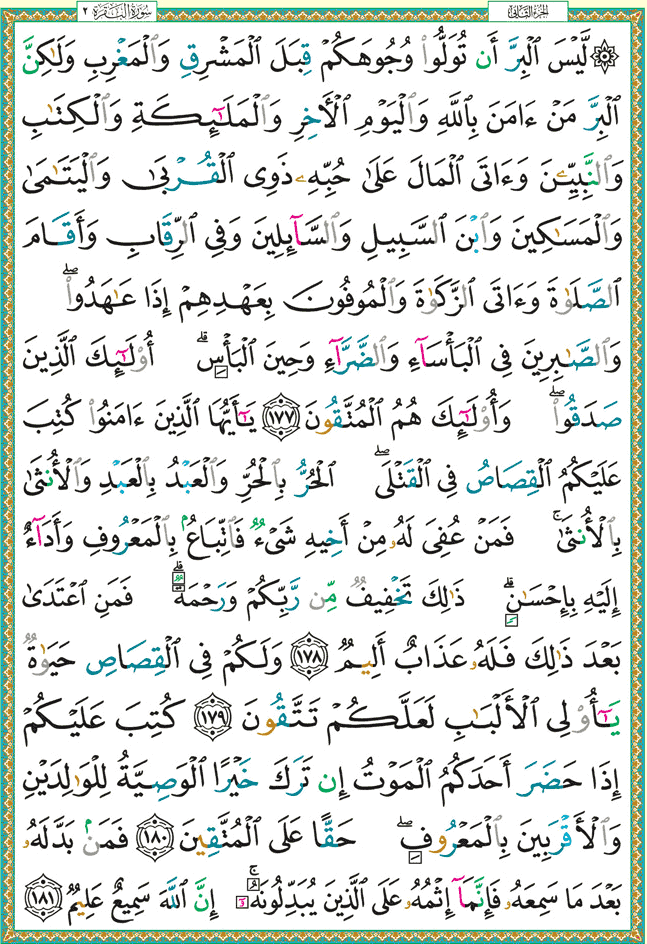 الجزء الثاني
سورة البقرة ٢
۞ لَّيْسَ ٱلْبِرَّ أَن تُوَلُّوا۟ وُجُوهَكُمْ قِبَلَ ٱلْمَشْرِقِ وَٱلْمَغْرِبِ وَلَـٰكِنَّ
ٱلْبِرَّ مَنْ ءَامَنَ بِٱللَّهِ وَٱلْيَوْمِ ٱلْـَٔاخِرِ وَٱلْمَلَـٰٓئِكَةِ وَٱلْكِتَـٰبِ
وَٱلنَّبِيِّـۧنَ وَءَاتَى ٱلْمَالَ عَلَىٰ حُبِّهِۦ ذَوِى ٱلْقُرْبَىٰ وَٱلْيَتَـٰمَىٰ
وَٱلْمَسَـٰكِينَ وَٱبْنَ ٱلسَّبِيلِ وَٱلسَّآئِلِينَ وَفِى ٱلرِّقَابِ وَأَقَامَ
ٱلصَّلَوٰةَ وَءَاتَى ٱلزَّكَوٰةَ وَٱلْمُوفُونَ بِعَهْدِهِمْ إِذَا عَـٰهَدُوا۟ۖ
وَٱلصَّـٰبِرِينَ فِى ٱلْبَأْسَآءِ وَٱلضَّرَّآءِ وَحِينَ ٱلْبَأْسِۗ أُو۟لَـٰٓئِكَ ٱلَّذِينَ
صَدَقُوا۟ۖ وَأُو۟لَـٰٓئِكَ هُمُ ٱلْمُتَّقُونَ ١٧٧ يَـٰٓأَيُّهَا ٱلَّذِينَ ءَامَنُوا۟ كُتِبَ
عَلَيْكُمُ ٱلْقِصَاصُ فِى ٱلْقَتْلَىۖ ٱلْحُرُّ بِٱلْحُرِّ وَٱلْعَبْدُ بِٱلْعَبْدِ وَٱلْأُنثَىٰ
بِٱلْأُنثَىٰۚ فَمَنْ عُفِىَ لَهُۥ مِنْ أَخِيهِ شَىْءٌ فَٱتِّبَاعٌۢ بِٱلْمَعْرُوفِ وَأَدَآءٌ
إِلَيْهِ بِإِحْسَـٰنٍۗ ذَٰلِكَ تَخْفِيفٌ مِّن رَّبِّكُمْ وَرَحْمَةٌۗ فَمَنِ ٱعْتَدَىٰ
بَعْدَ ذَٰلِكَ فَلَهُۥ عَذَابٌ أَلِيمٌ ١٧٨ وَلَكُمْ فِى ٱلْقِصَاصِ حَيَوٰةٌ
يَـٰٓأُو۟لِى ٱلْأَلْبَـٰبِ لَعَلَّكُمْ تَتَّقُونَ ١٧٩ كُتِبَ عَلَيْكُمْ
إِذَا حَضَرَ أَحَدَكُمُ ٱلْمَوْتُ إِن تَرَكَ خَيْرًا ٱلْوَصِيَّةُ لِلْوَٰلِدَيْنِ
وَٱلْأَقْرَبِينَ بِٱلْمَعْرُوفِۖ حَقًّا عَلَى ٱلْمُتَّقِينَ ١٨٠ فَمَنۢ بَدَّلَهُۥ
بَعْدَ مَا سَمِعَهُۥ فَإِنَّمَآ إِثْمُهُۥ عَلَى ٱلَّذِينَ يُبَدِّلُونَهُۥٓۚ إِنَّ ٱللَّهَ سَمِيعٌ عَلِيمٌ ١٨١